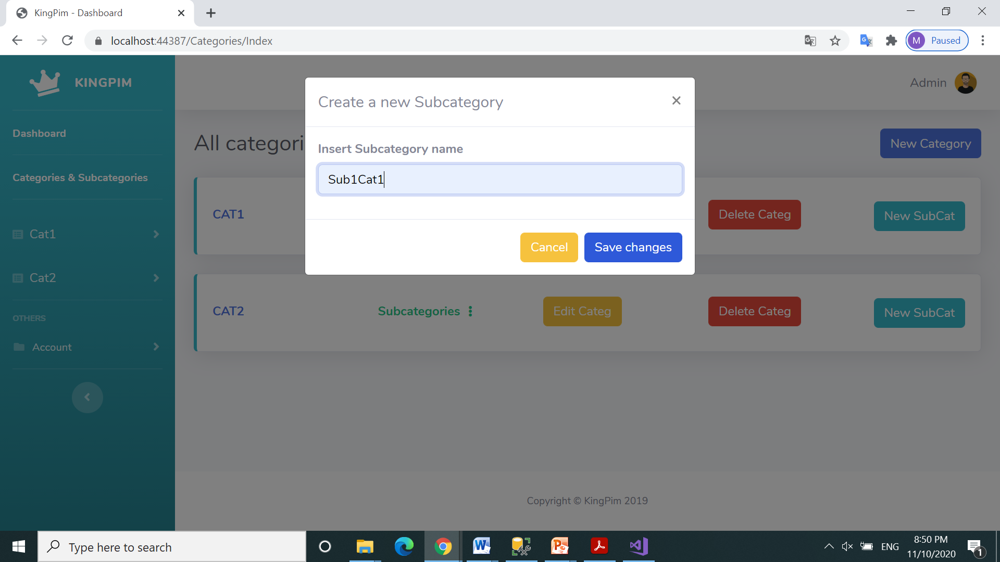 KingPim - Dashboard
localhost:44387/Categories/Index
M Paused
KINGPIM
Dashboard
Categories & Subcategories
Cat1
Cat2
OTHERS
Account
Admin
All categori
New Category
Create a new Subcategory
Insert Subcategory name
Sub1Cat1
Cancel
Save changes
CAT1
Delete Categ
New SubCat
CAT2
Subcategories
Edit Categ
Delete Categ
New SubCat
Copyright © KingPim 2019
Type here to search
ENG
8:50 PM
11/10/2020
1